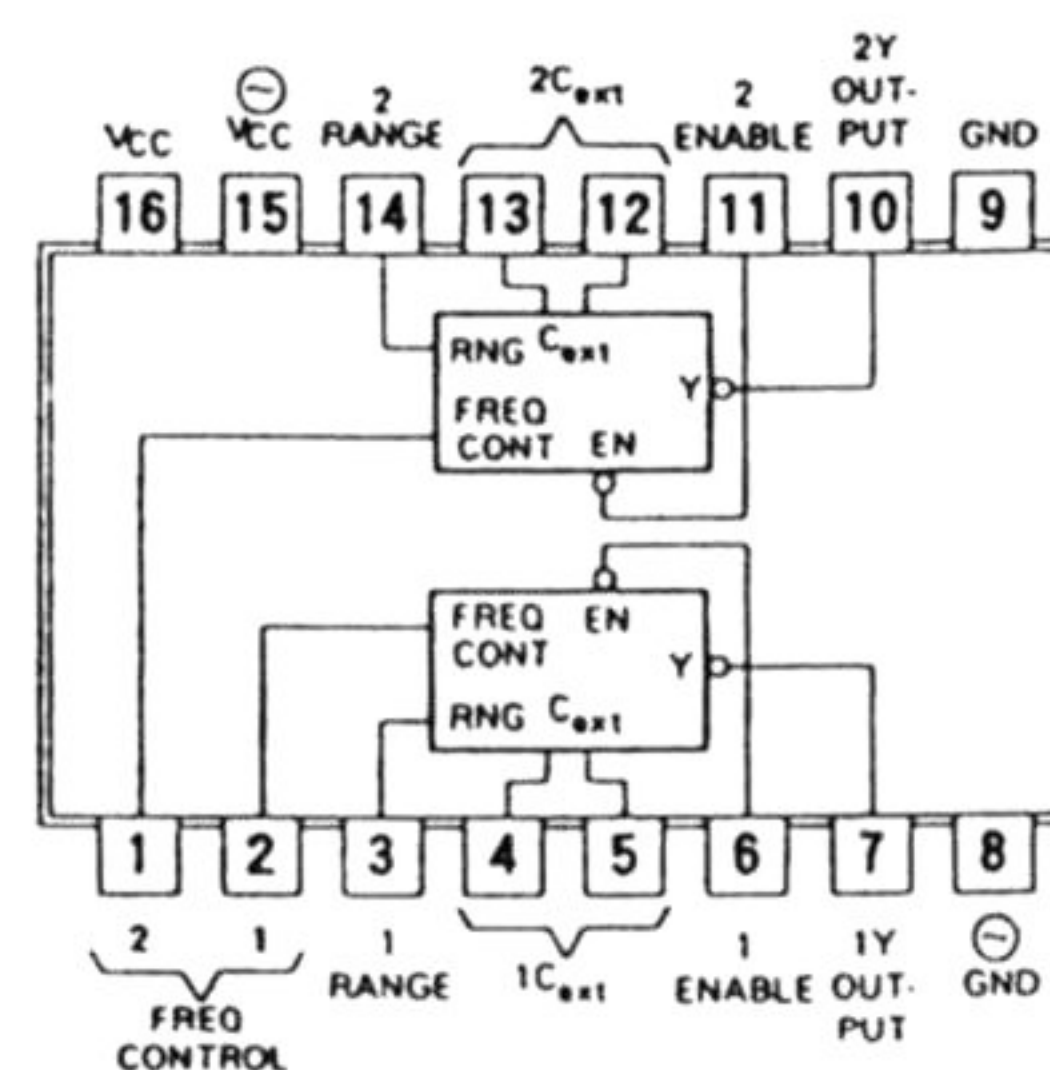 VCC
⊝
VCC
2
RANGE
2Cext
2
ENABLE
2Y
OUT-
PUT
GND
16 15 14 13 12 11 10 9
RNG Cext
Y
FREQ
CONT EN
FREQ EN
CONT
Y
RNG Cext
1 2 3 4 5 6 7 8
2 1
FREQ
CONTROL
1
RANGE
1Cext
1
ENABLE
1Y
OUT-
PUT
⊝
GND